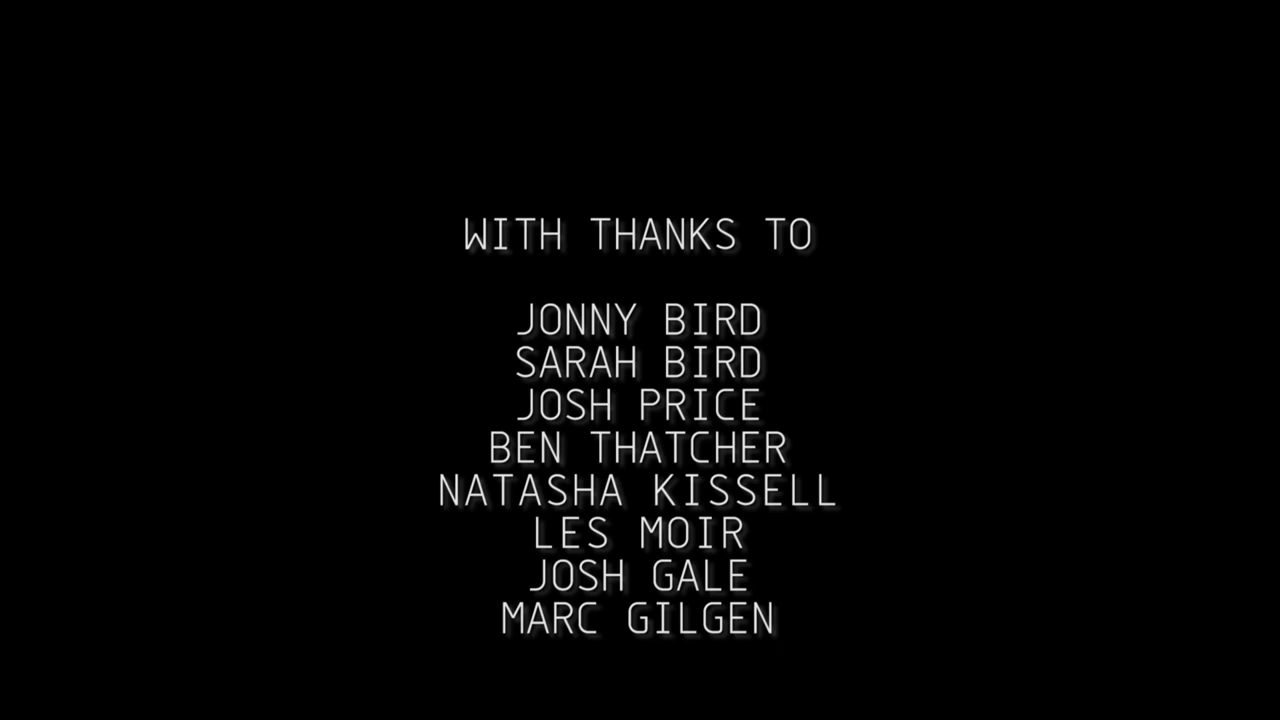 WITH THANKS TO
JONNY BIRD
SARAH BIRD
JOSH PRICE
BEN THATCHER
NATASHA KISSELL
LES MOIR
JOSH GALE
MARC GILGEN